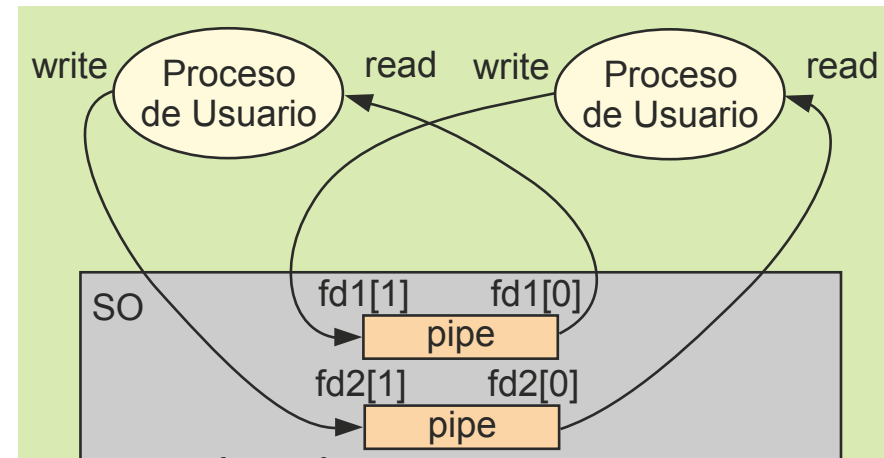 write
Proceso
de Usuario
read
write
Proceso
de Usuario
read
SO
fd1[1]
fd1[0]
pipe
fd2[1]
fd2[0]
pipe